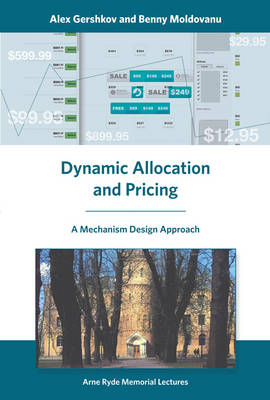 Alex Gershkov and Benny Moldovanu
$29.95
$599.99
SALE
$249
FREE
$99.95
$899.95
$12.95
Dynamic Allocation
and Pricing
A Mechanism Design Approach
Arne Ryde Memorial Lectures